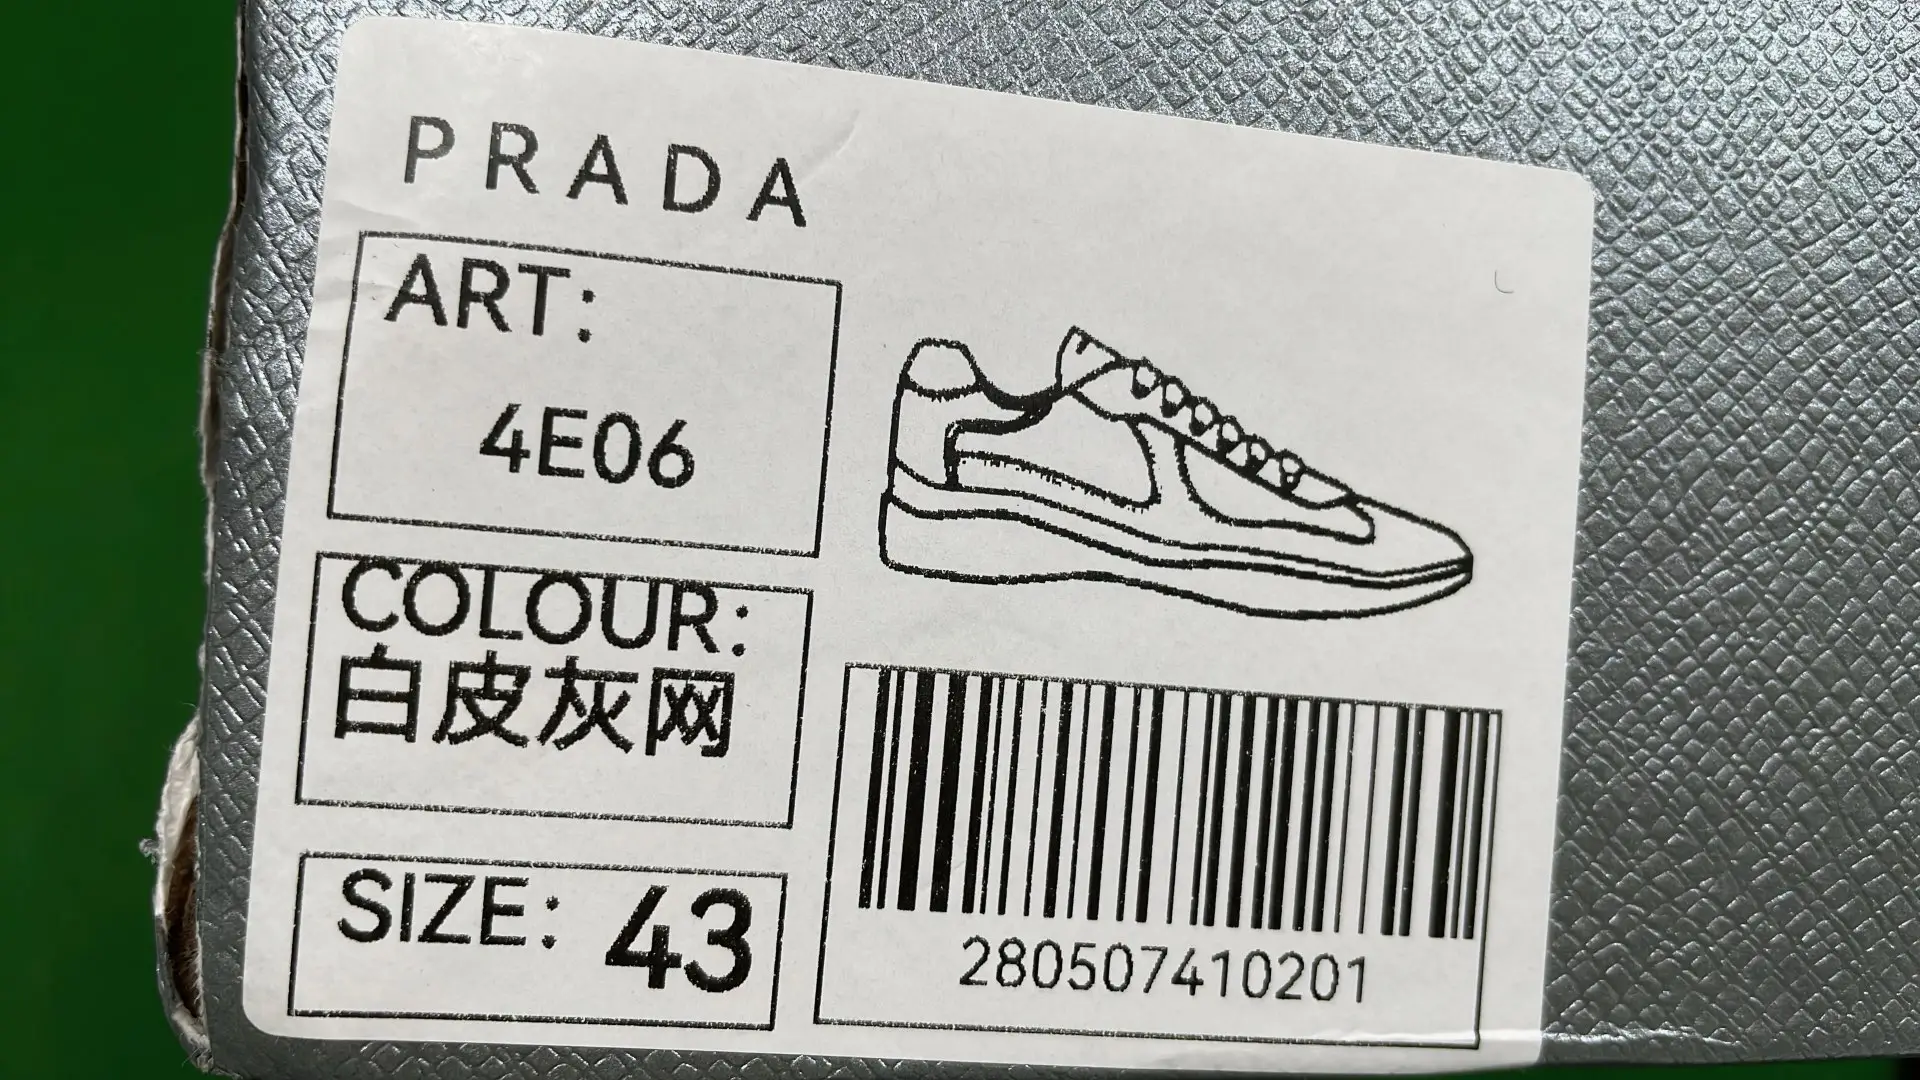 PRADA
ART:
4E06
COLOUR:
白皮灰网
SIZE: 43
280507410201